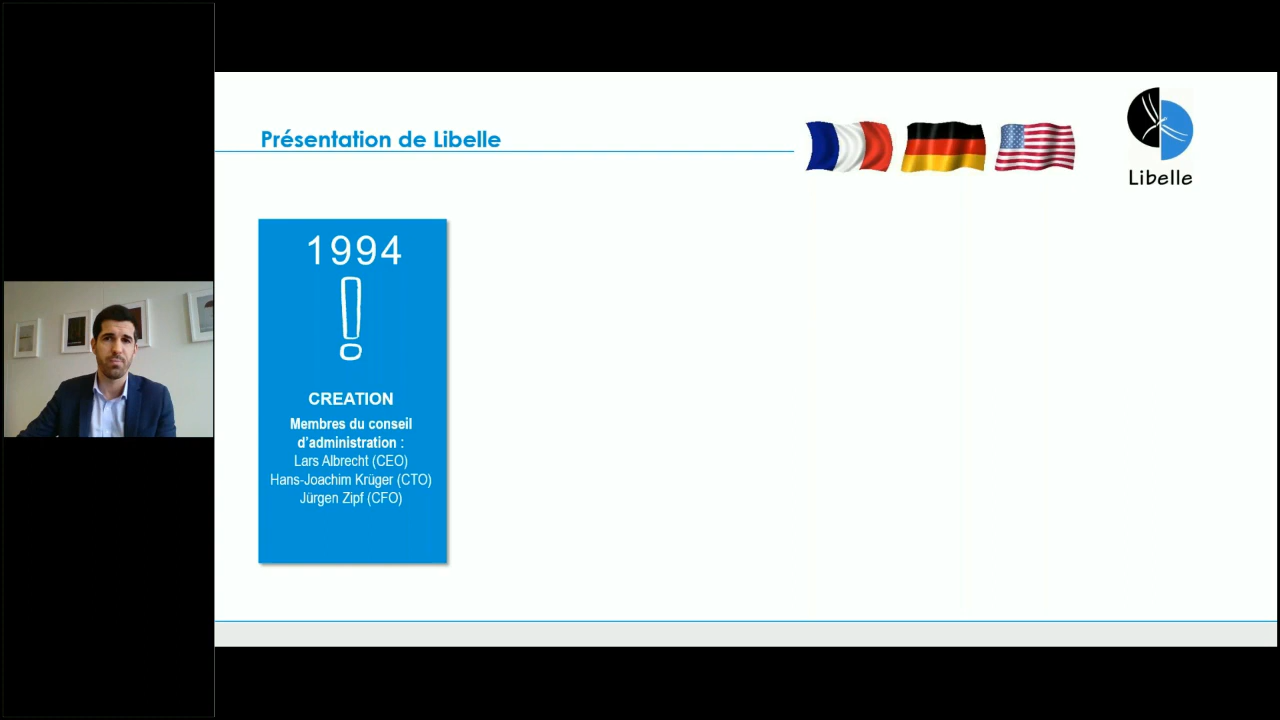 Présentation de Libelle
Libelle
1994
!
CREATION
Membres du conseil
d'administration :
Lars Albrecht (CEO)
Hans-Joachim Krüger (CTO)
Jürgen Zipf (CFO)